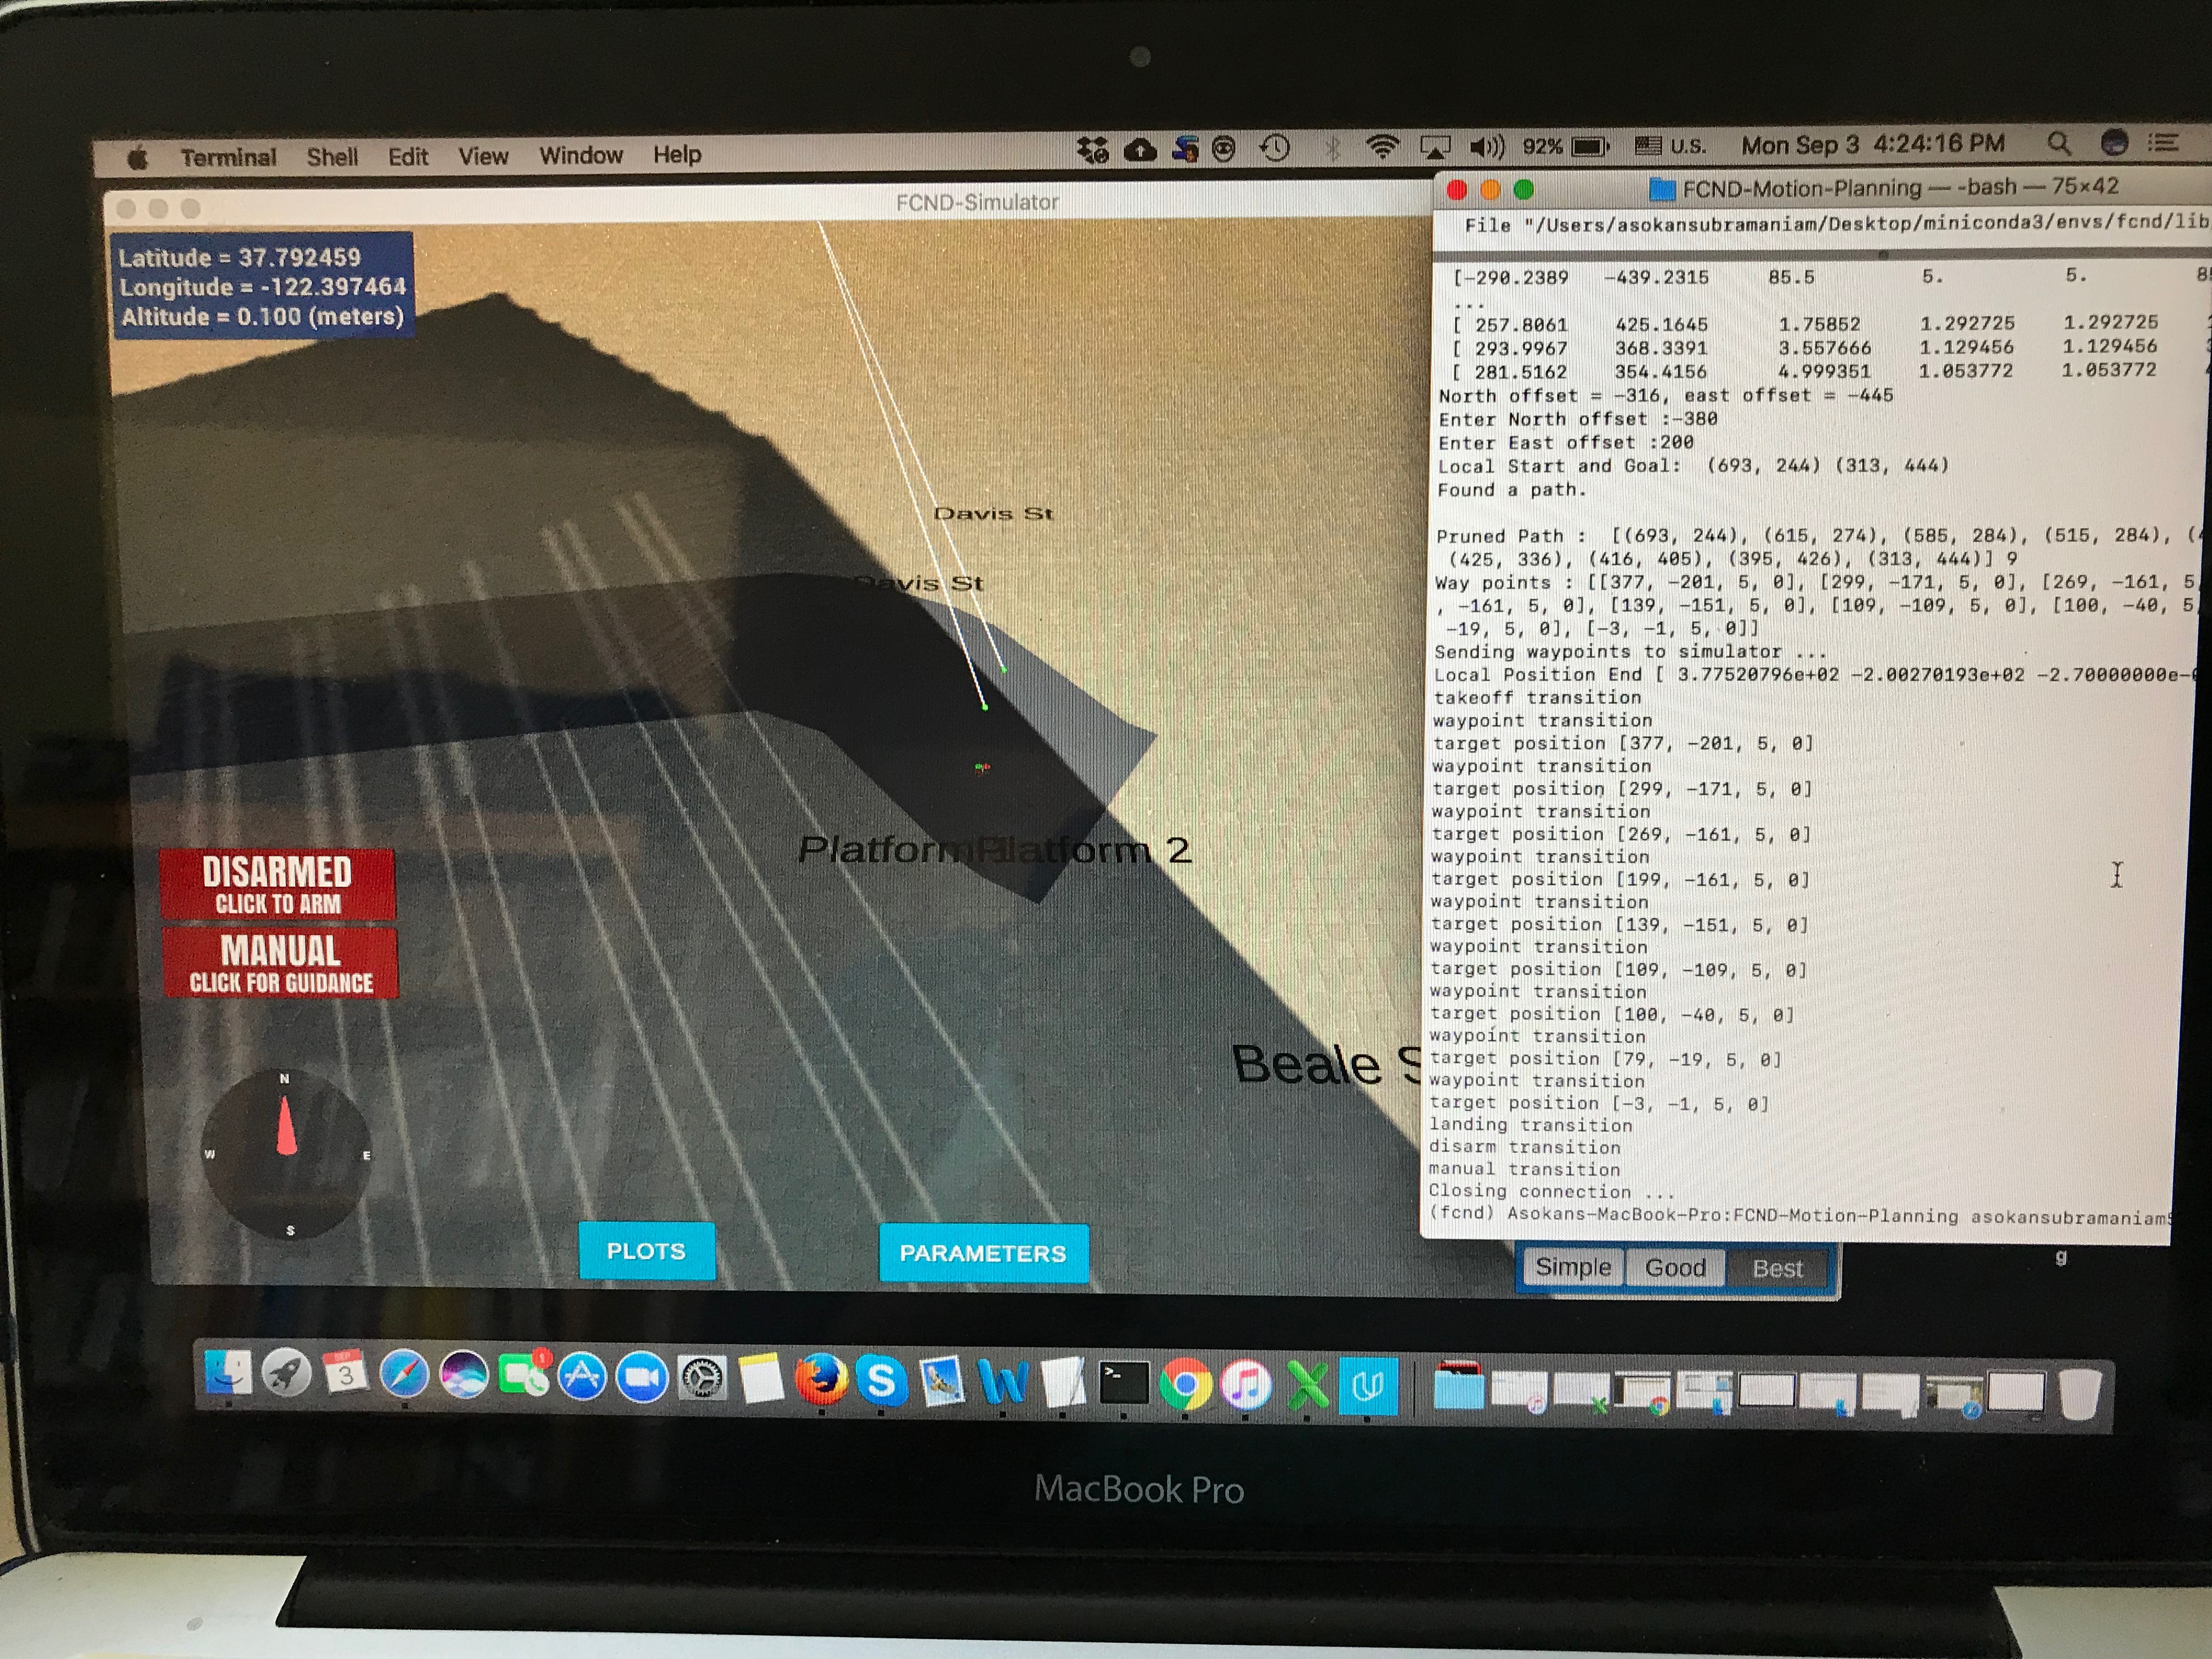 Terminal Shell Edit View Window Help 92% U.S. Mon Sep 3 4:24:16 PM
FCND-Simulator
Latitude = 37.792459
Longitude = -122.397464
Altitude = 0.100 (meters)
Davis St
Davis St
Platform Platform 2
Beale S
DISARMED
CLICK TO ARM
MANUAL
CLICK FOR GUIDANCE
N
W E
S
PLOTS
PARAMETERS
FCND-Motion-Planning — -bash — 75×42
File "/Users/asokansubramaniam/Desktop/miniconda3/envs/fcnd/lib
[-290.2389 -439.2315 85.5 5. 5. 8
...
[ 257.8061 425.1645 1.75852 1.292725 1.292725
[ 293.9967 368.3391 3.557666 1.129456 1.129456
[ 281.5162 354.4156 4.999351 1.053772 1.053772
North offset = -316, east offset = -445
Enter North offset :-380
Enter East offset :200
Local Start and Goal: (693, 244) (313, 444)
Found a path.
Pruned Path : [(693, 244), (615, 274), (585, 284), (515, 284), (
(425, 336), (416, 405), (395, 426), (313, 444)] 9
Way points : [[377, -201, 5, 0], [299, -171, 5, 0], [269, -161, 5
, -161, 5, 0], [139, -151, 5, 0], [109, -109, 5, 0], [100, -40, 5
-19, 5, 0], [-3, -1, 5, 0]]
Sending waypoints to simulator ...
Local Position End [ 3.77520796e+02 -2.00270193e+02 -2.70000000e-
takeoff transition
waypoint transition
target position [377, -201, 5, 0]
waypoint transition
target position [299, -171, 5, 0]
waypoint transition
target position [269, -161, 5, 0]
waypoint transition
target position [199, -161, 5, 0]
waypoint transition
target position [139, -151, 5, 0]
waypoint transition
target position [109, -109, 5, 0]
waypoint transition
target position [100, -40, 5, 0]
waypoint transition
target position [79, -19, 5, 0]
waypoint transition
target position [-3, -1, 5, 0]
landing transition
disarm transition
manual transition
Closing connection ...
(fcnd) Asokans-MacBook-Pro:FCND-Motion-Planning asokansubramaniam$
Simple Good Best
g
SEP
3
1
MacBook Pro